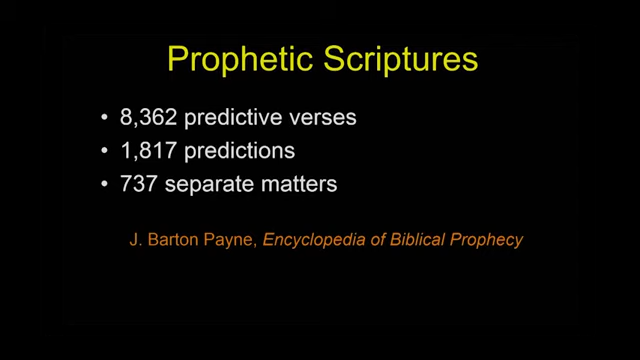 Prophetic Scriptures
• 8,362 predictive verses
• 1,817 predictions
• 737 separate matters
J. Barton Payne, Encyclopedia of Biblical Prophecy